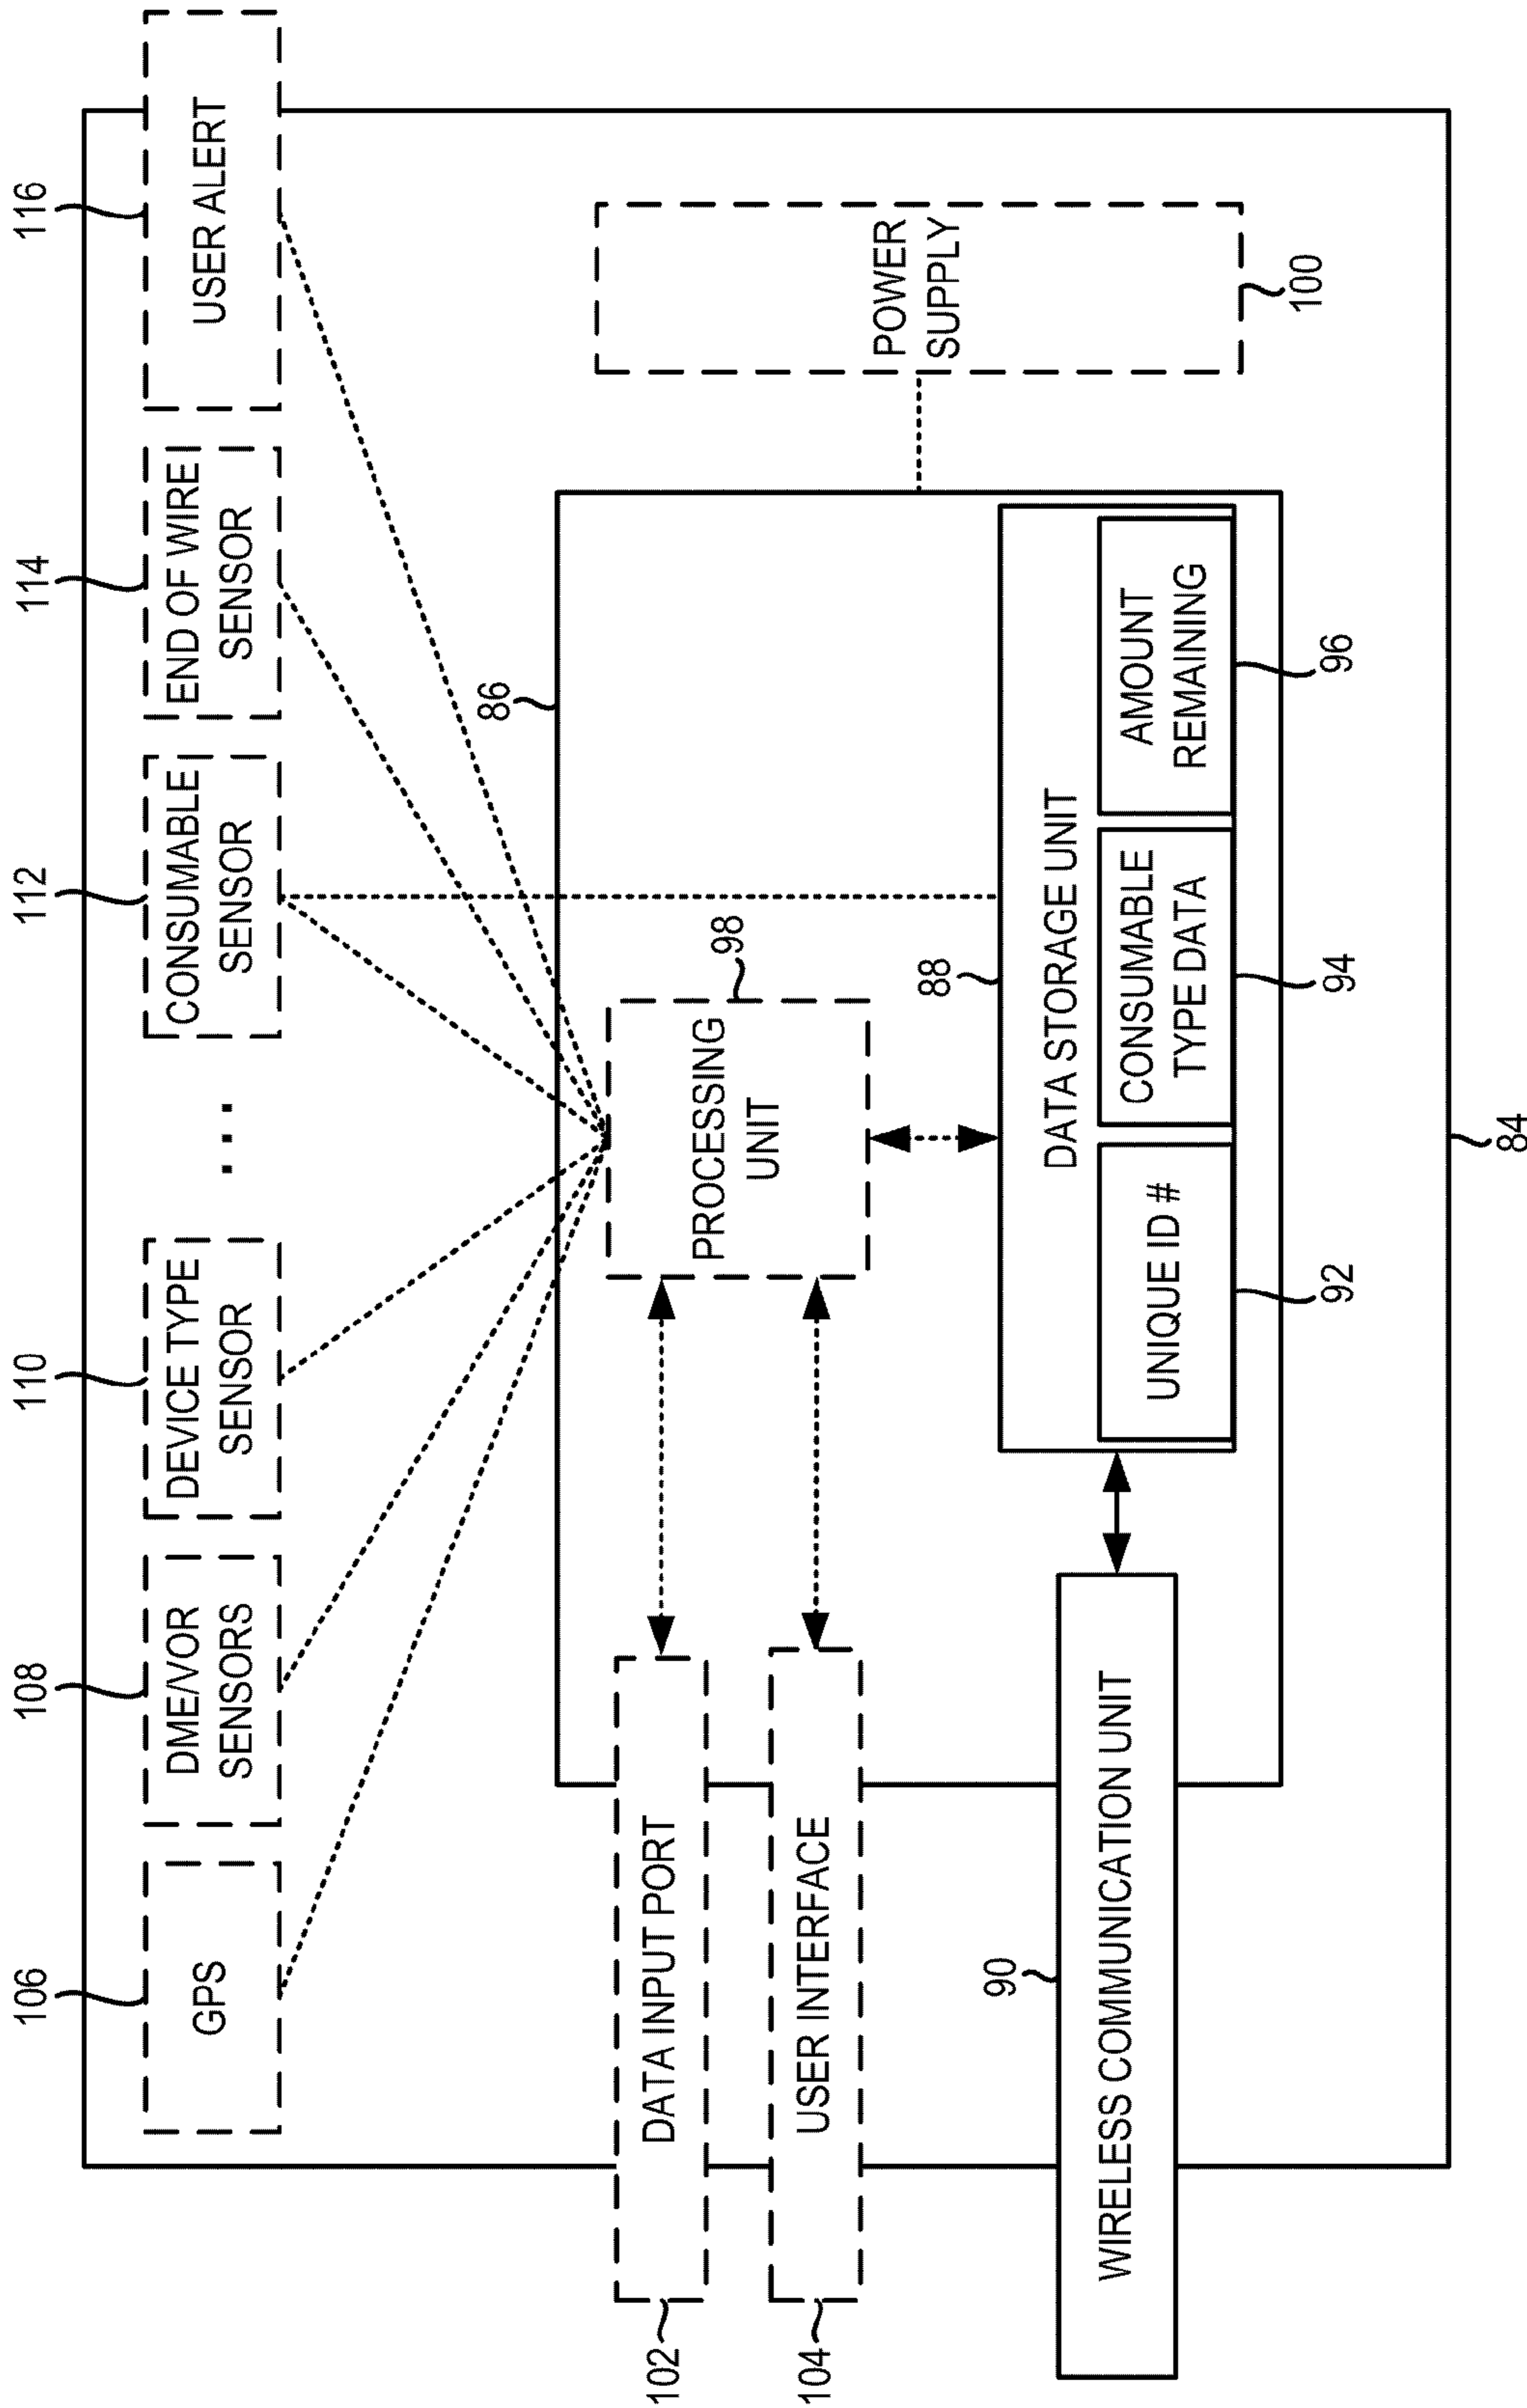 106
108
110
112
114
116
GPS
DME/VOR
SENSORS
DEVICE TYPE
SENSOR
...
CONSUMABLE
SENSOR
END OF WIRE
SENSOR
USER ALERT
86
102
DATA INPUT PORT
104
USER INTERFACE
PROCESSING
UNIT
98
POWER
SUPPLY
100
90
WIRELESS COMMUNICATION UNIT
88
DATA STORAGE UNIT
UNIQUE ID #
CONSUMABLE
TYPE DATA
AMOUNT
REMAINING
92
94
96
84